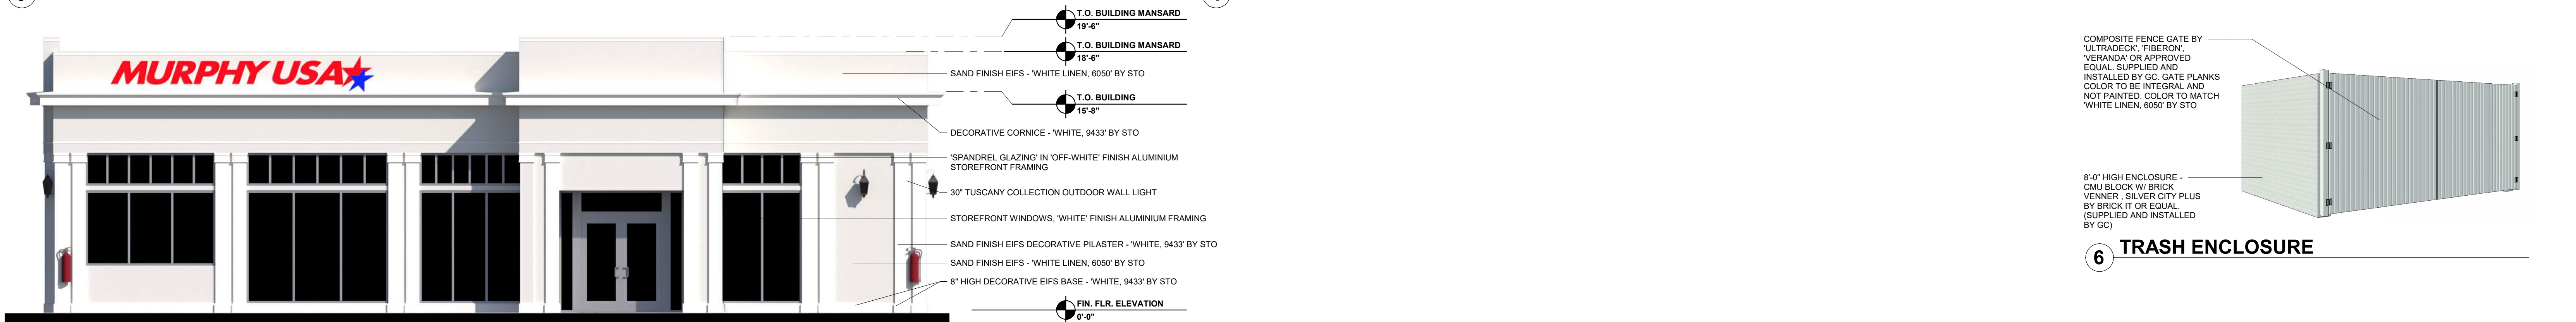 MURPHY USA
T.O. BUILDING MANSARD
19'-6"
T.O. BUILDING MANSARD
18'-6"
SAND FINISH EIFS - 'WHITE LINEN, 6050' BY STO
T.O. BUILDING
15'-8"
DECORATIVE CORNICE - 'WHITE, 9433' BY STO
'SPANDREL GLAZING' IN 'OFF-WHITE' FINISH ALUMINIUM
STOREFRONT FRAMING
30" TUSCANY COLLECTION OUTDOOR WALL LIGHT
STOREFRONT WINDOWS, 'WHITE' FINISH ALUMINIUM FRAMING
SAND FINISH EIFS DECORATIVE PILASTER - 'WHITE, 9433' BY STO
SAND FINISH EIFS - 'WHITE LINEN, 6050' BY STO
8" HIGH DECORATIVE EIFS BASE - 'WHITE, 9433' BY STO
FIN. FLR. ELEVATION
0'-0"
COMPOSITE FENCE GATE BY
'ULTRADECK', 'FIBERON',
'VERANDA' OR APPROVED
EQUAL. SUPPLIED AND
INSTALLED BY GC. GATE PLANKS
COLOR TO BE INTEGRAL AND
NOT PAINTED. COLOR TO MATCH
'WHITE LINEN, 6050' BY STO
8'-0" HIGH ENCLOSURE -
CMU BLOCK W/ BRICK
VENNER , SILVER CITY PLUS
BY BRICK IT OR EQUAL.
(SUPPLIED AND INSTALLED
BY GC)
6 TRASH ENCLOSURE